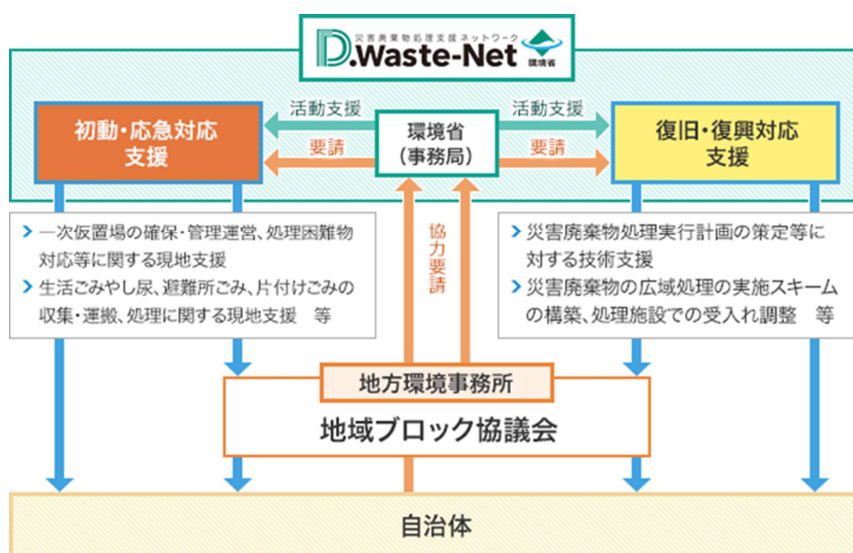 災害廃棄物処理支援ネットワーク
D.Waste-Net
環境省
初動・応急対応
支援
活動支援
要請
環境省
(事務局)
活動支援
要請
復旧・復興対応
支援
一次仮置場の確保・管理運営、処理困難物
対応等に関する現地支援
生活ごみやし尿、避難所ごみ、片付けごみの
収集・運搬、処理に関する現地支援 等
協力要請
災害廃棄物処理実行計画の策定等に
対する技術支援
災害廃棄物の広域処理の実施スキーム
の構築、処理施設での受入れ調整 等
地方環境事務所
地域ブロック協議会
自治体